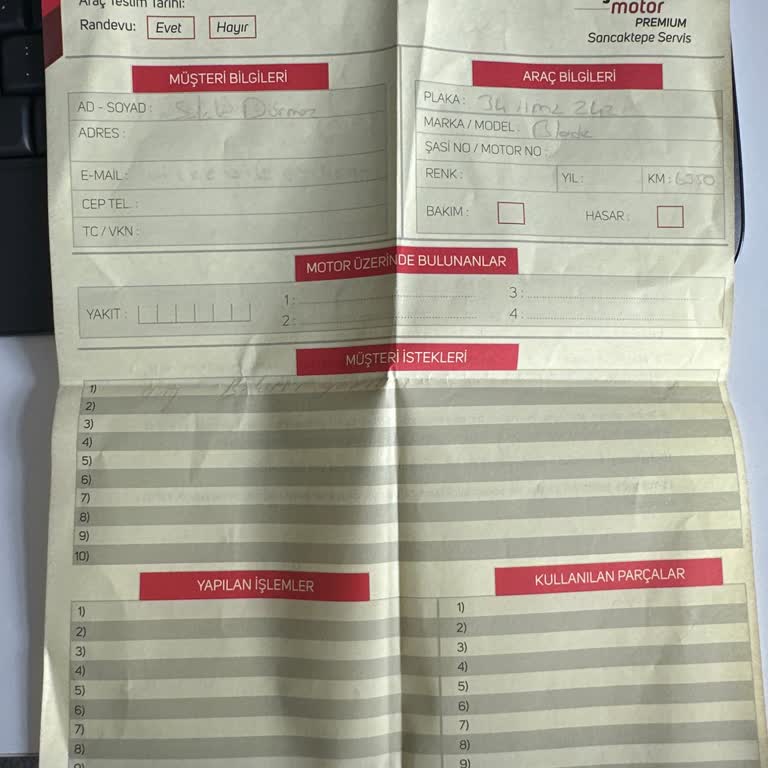 Araç Teslim Tarihi:
Randevu: Evet Hayır
motor
PREMIUM
Sancaktepe Servis
MÜŞTERİ BİLGİLERİ
AD - SOYAD :
ADRES :
E-MAİL :
CEP TEL. :
TC / VKN :
ARAÇ BİLGİLERİ
PLAKA : 34
MARKA / MODEL : Blade
ŞASİ NO / MOTOR NO :
RENK : YIL : KM : 6350
BAKIM : HASAR :
MOTOR ÜZERİNDE BULUNANLAR
YAKIT : 1 : 3 :
2 : 4 :
MÜŞTERİ İSTEKLERİ
1)
2)
3)
4)
5)
6)
7)
8)
9)
10)
YAPILAN İŞLEMLER
1)
2)
3)
4)
5)
6)
7)
8)
KULLANILAN PARÇALAR
1)
2)
3)
4)
5)
6)
7)
8)
9)